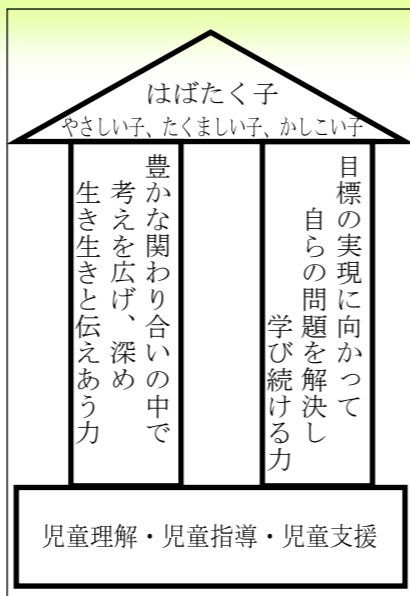 はばたく子
やさしい子、たくましい子、かしこい子
目標の実現に向かって
自らの問題を解決し
学び続ける力
豊かな関わり合いの中で
考えを広げ、深め
生き生きと伝えあう力
児童理解・児童指導・児童支援